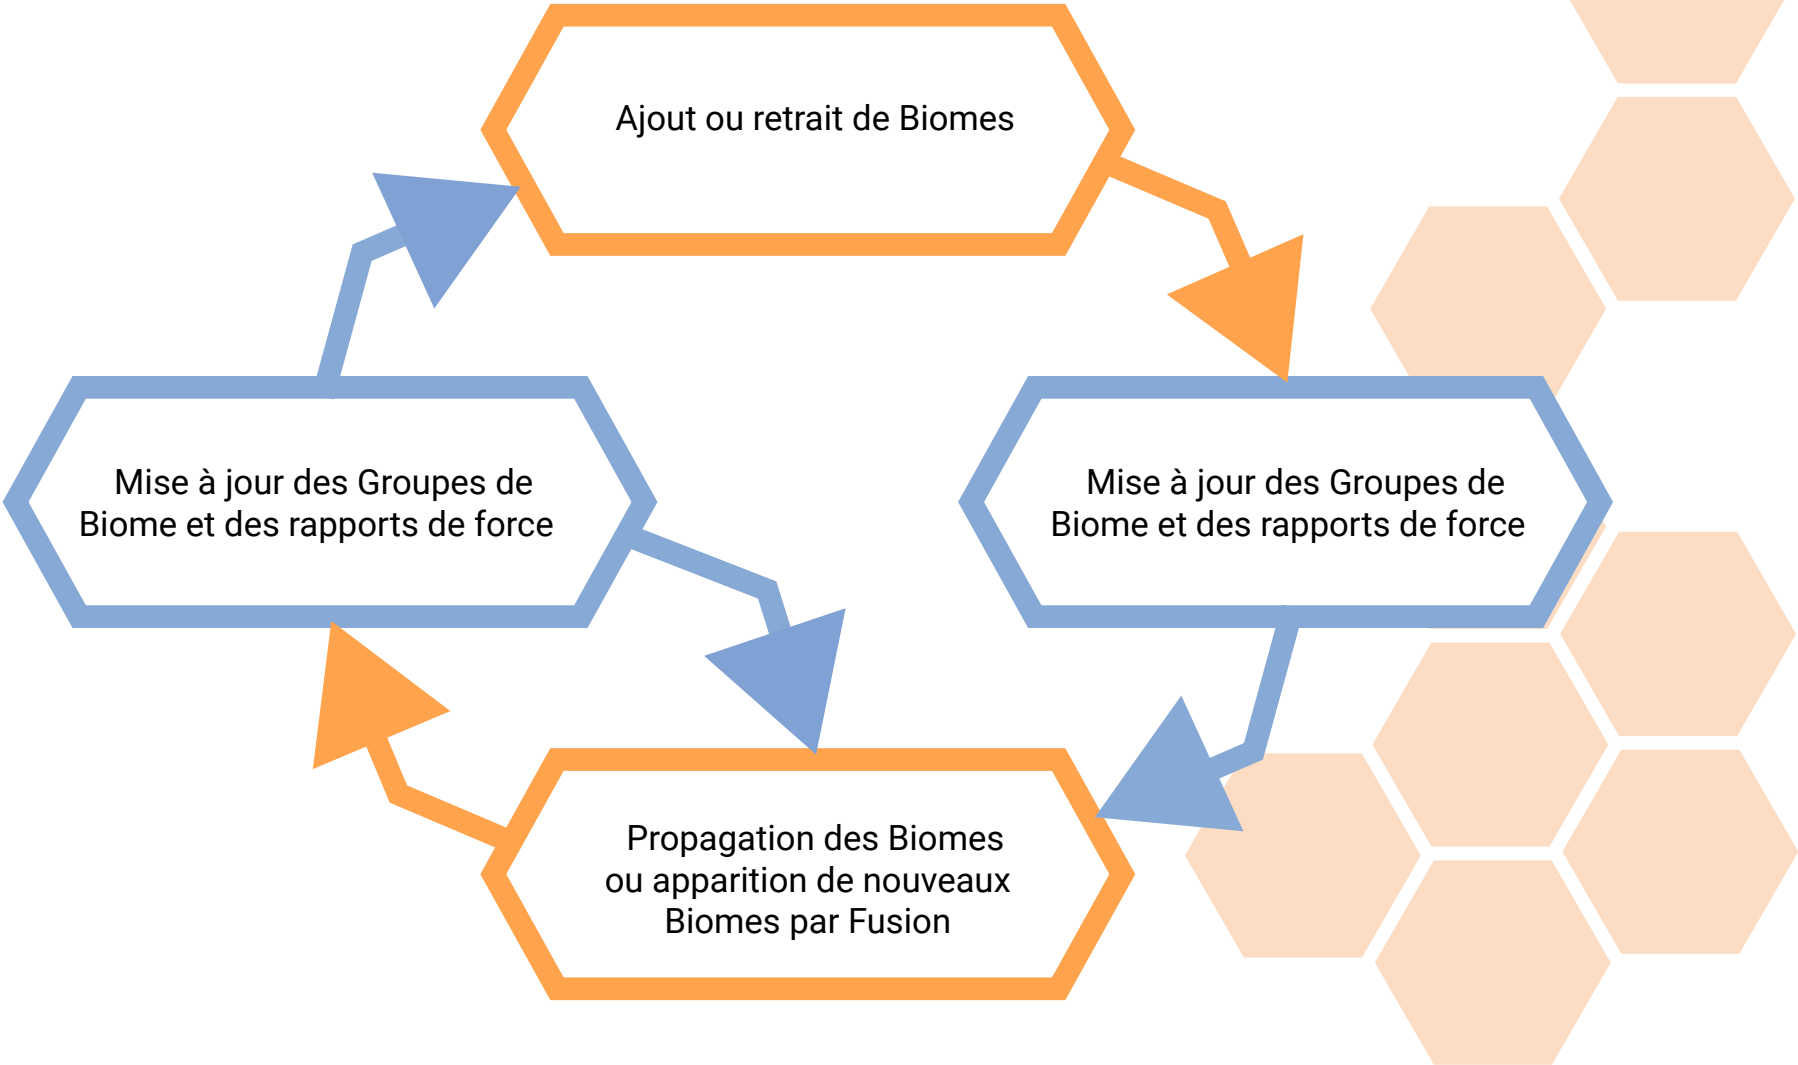 Ajout ou retrait de Biomes
Mise à jour des Groupes de
Biome et des rapports de force
Mise à jour des Groupes de
Biome et des rapports de force
Propagation des Biomes
ou apparition de nouveaux
Biomes par Fusion